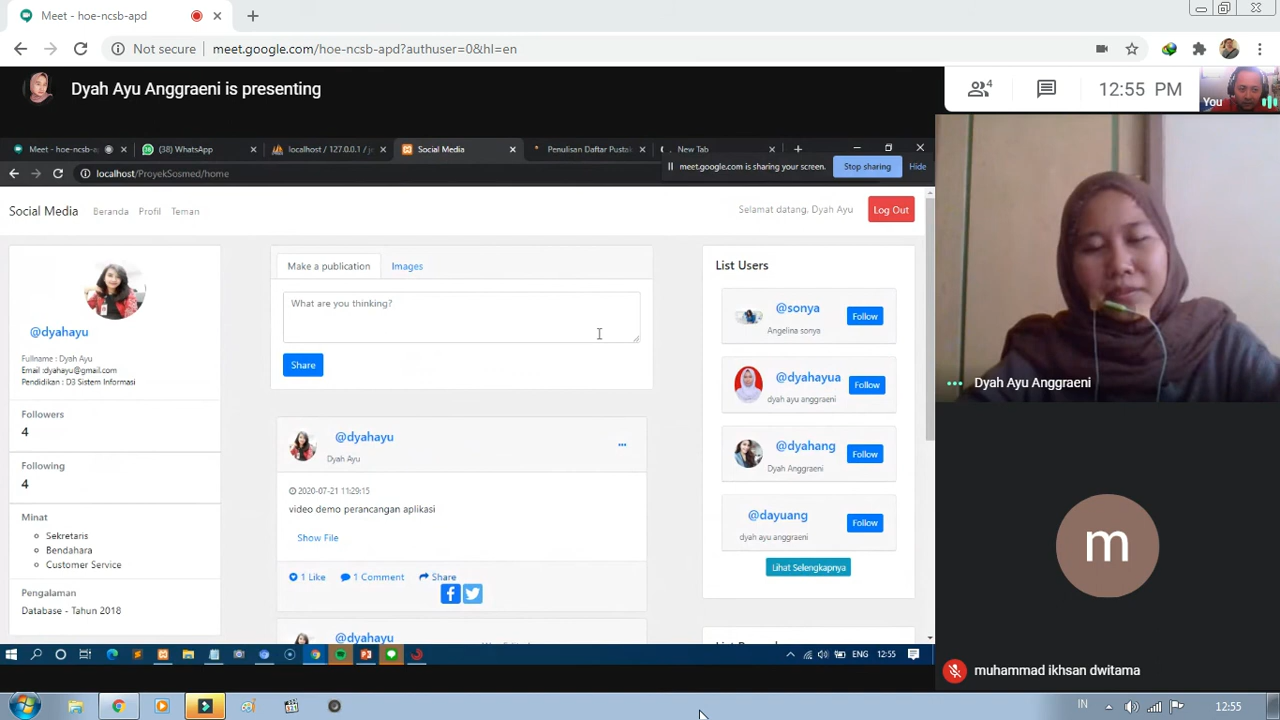 Meet - hoe-ncsb-apd
Not secure
meet.google.com/hoe-ncsb-apd?authuser=0&hl=en
Dyah Ayu Anggraeni is presenting
4
12:55 PM
You
Meet - hoe-ncsb-a
(38) WhatsApp
localhost / 127.0.0.1 /
Social Media
Penulisan Daftar Pustak
New Tab
localhost/ProyekSosmed/home
meet.google.com is sharing your screen.
Stop sharing
Hide
Social Media
Beranda
Profil
Teman
Selamat datang, Dyah Ayu
Log Out
@dyahayu
Fullname : Dyah Ayu
Email :dyahayu@gmail.com
Pendidikan : D3 Sistem Informasi
Followers
4
Following
4
Minat
Sekretaris
Bendahara
Customer Service
Pengalaman
Database - Tahun 2018
Make a publication
Images
What are you thinking?
Share
@dyahayu
Dyah Ayu
2020-07-21 11:29:15
video demo perancangan aplikasi
Show File
1 Like
1 Comment
Share
@dyahayu
List Users
@sonya
Angelina sonya
Follow
@dyahayua
dyah ayu anggraeni
Follow
@dyahang
Dyah Anggraeni
Follow
@dayuang
dyah ayu anggraeni
Follow
Lihat Selengkapnya
Dyah Ayu Anggraeni
m
muhammad ikhsan dwitama
ENG
12:55
IN
12:55